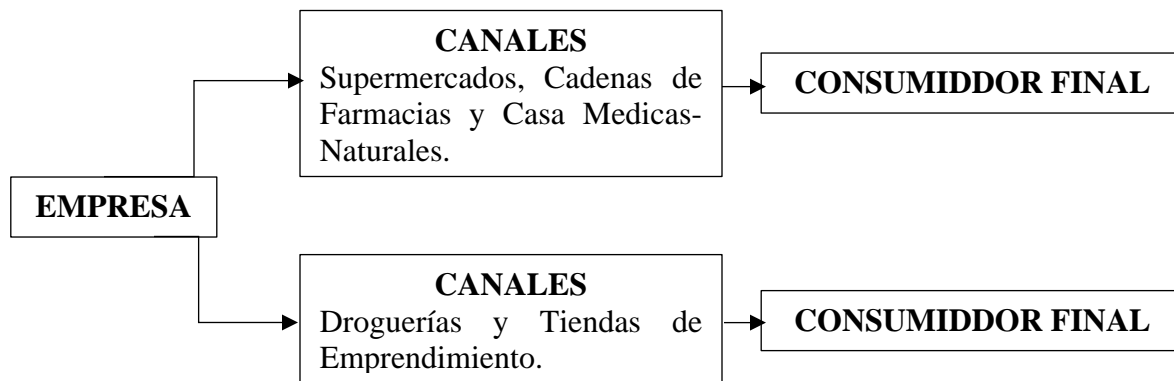 CANALES
Supermercados, Cadenas de
Farmacias y Casa Medicas-
Naturales.
CONSUMIDDOR FINAL
EMPRESA
CANALES
Droguerías y Tiendas de
Emprendimiento.
CONSUMIDDOR FINAL